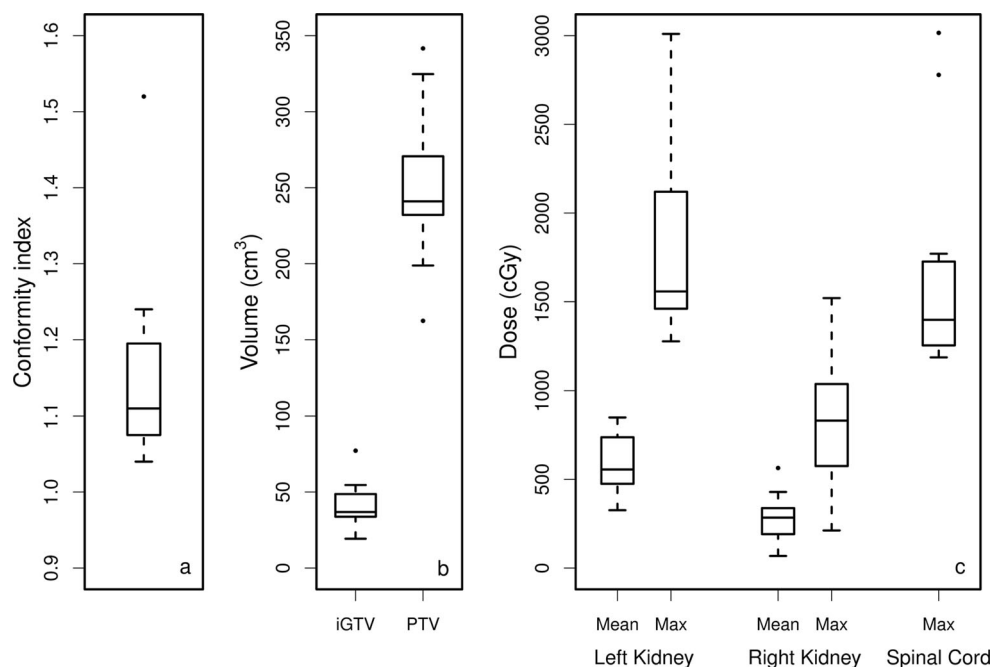 Conformity index
1.6
1.5
1.4
1.3
1.2
1.1
1.0
0.9
a
Volume (cm³)
350
300
250
200
150
100
50
0
b
iGTV PTV
Dose (cGy)
3000
2500
2000
1500
1000
500
0
c
Mean Max Mean Max Max
Left Kidney Right Kidney Spinal Cord